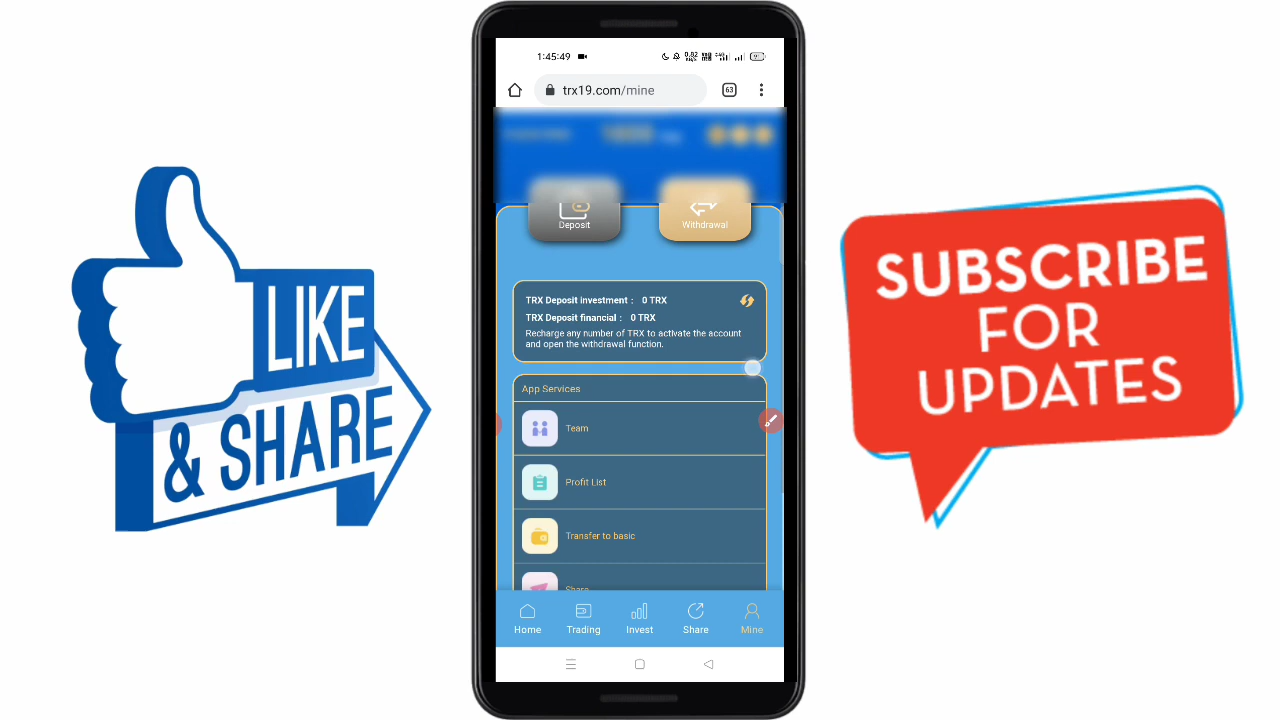 LIKE
& SHARE
1:45:49
trx19.com/mine
63
Deposit
Withdrawal
TRX Deposit investment : 0 TRX
TRX Deposit financial : 0 TRX
Recharge any number of TRX to activate the account
and open the withdrawal function.
App Services
Team
Profit List
Transfer to basic
Share
Home
Trading
Invest
Share
Mine
SUBSCRIBE
FOR
UPDATES